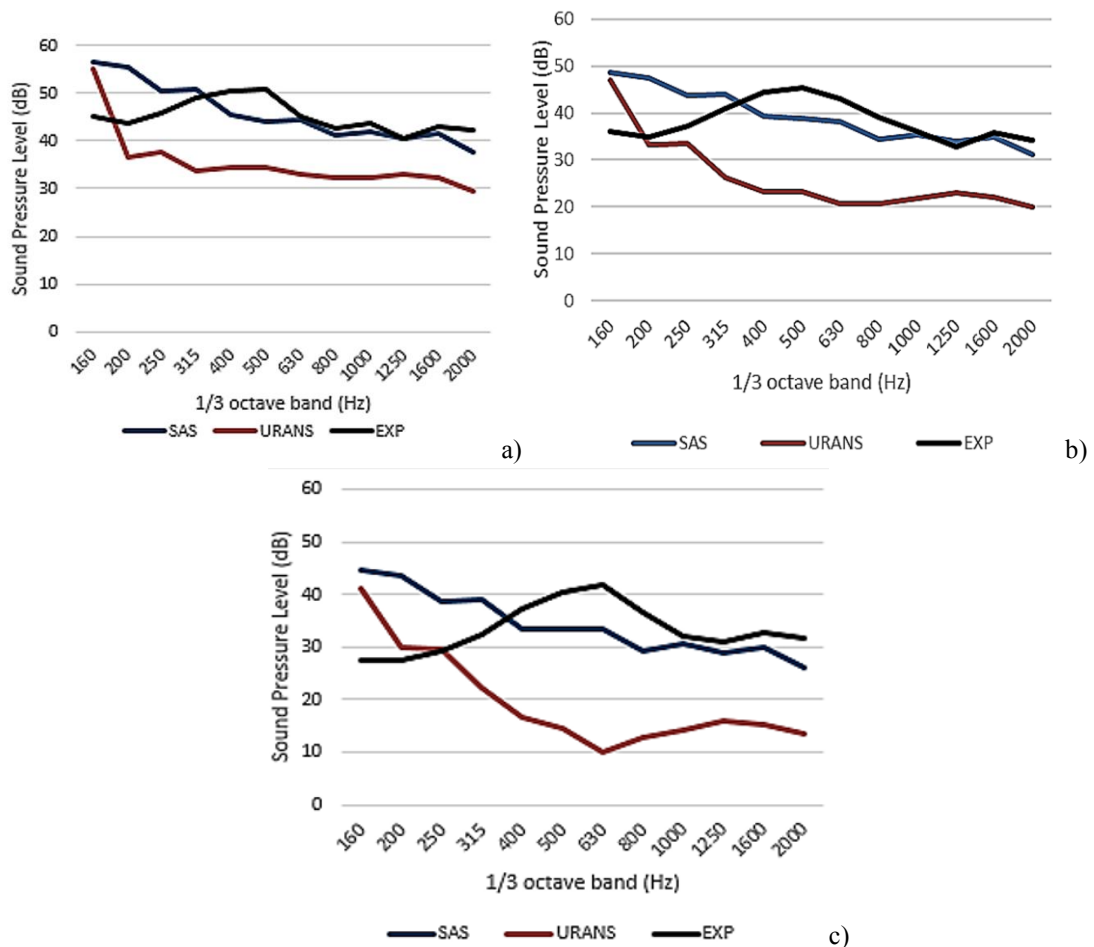 60
50
40
30
20
10
0
Sound Pressure Level (dB)
160 200 250 315 400 500 630 800 1000 1250 1600 2000
1/3 octave band (Hz)
SAS URANS EXP
a)
60
50
40
30
20
10
0
Sound Pressure Level (dB)
160 200 250 315 400 500 630 800 1000 1250 1600 2000
1/3 octave band (Hz)
SAS URANS EXP
b)
60
50
40
30
20
10
0
Sound Pressure Level (dB)
160 200 250 315 400 500 630 800 1000 1250 1600 2000
1/3 octave band (Hz)
SAS URANS EXP
c)